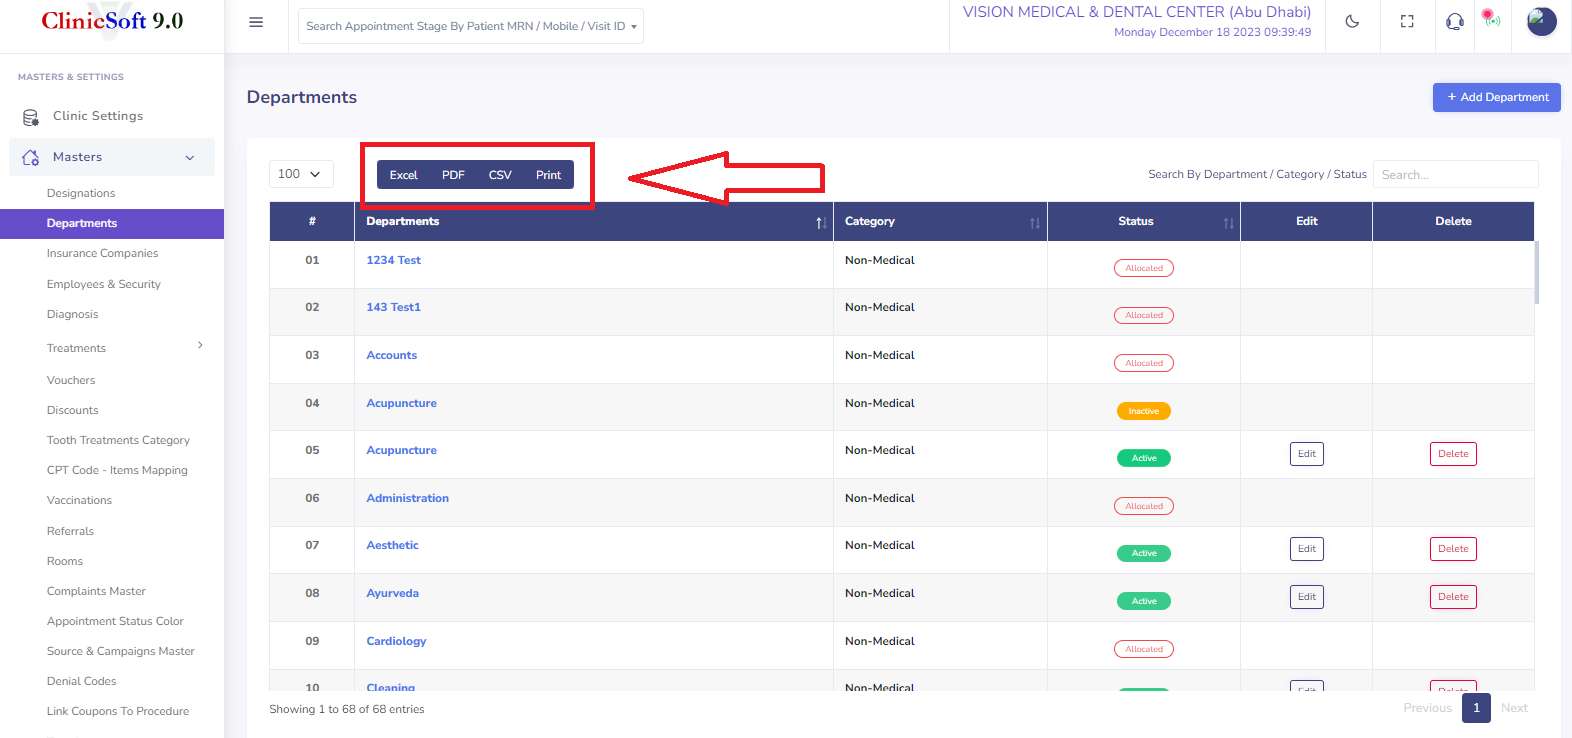 ClinicSoft 9.0
Search Appointment Stage By Patient MRN / Mobile / Visit ID
VISION MEDICAL & DENTAL CENTER (Abu Dhabi)
Monday December 18 2023 09:39:49
MASTERS & SETTINGS
Clinic Settings
Masters
Designations
Departments
Insurance Companies
Employees & Security
Diagnosis
Treatments
Vouchers
Discounts
Tooth Treatments Category
CPT Code - Items Mapping
Vaccinations
Referrals
Rooms
Complaints Master
Appointment Status Color
Source & Campaigns Master
Denial Codes
Link Coupons To Procedure
Departments
+ Add Department
100
Excel PDF CSV Print
Search By Department / Category / Status Search...
# Departments Category Status Edit Delete
01 1234 Test Non-Medical Allocated
02 143 Test1 Non-Medical Allocated
03 Accounts Non-Medical Allocated
04 Acupuncture Non-Medical Inactive
05 Acupuncture Non-Medical Active Edit Delete
06 Administration Non-Medical Allocated
07 Aesthetic Non-Medical Active Edit Delete
08 Ayurveda Non-Medical Active Edit Delete
09 Cardiology Non-Medical Allocated
10 Cleaning Non-Medical Edit Delete
Showing 1 to 68 of 68 entries
Previous 1 Next